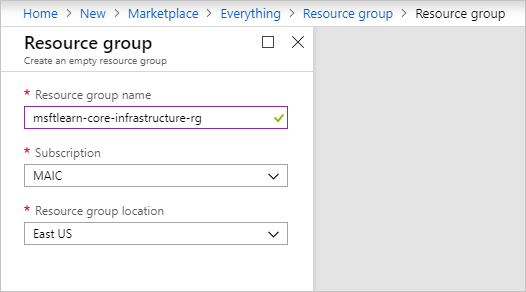 Home > New > Marketplace > Everything > Resource group > Resource group
Resource group
Create an empty resource group
* Resource group name
msftlearn-core-infrastructure-rg
* Subscription
MAIC
* Resource group location
East US